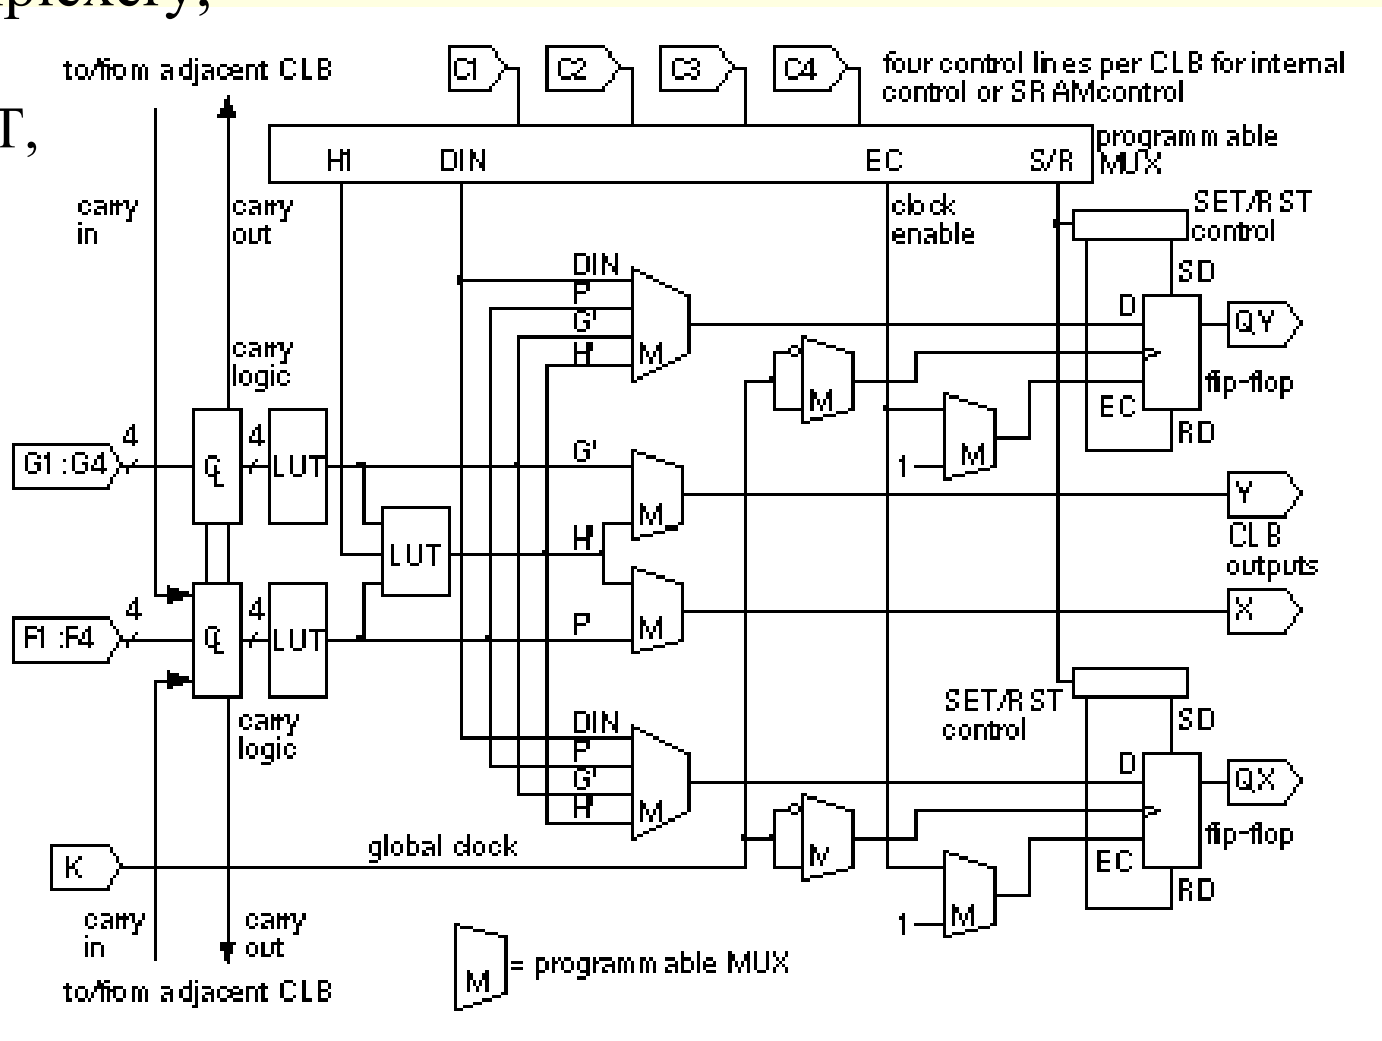 plexery,
T,
to/from adjacent CLB
C1
C2
C3
C4
four control lines per CLB for internal
control or SRAM control
programmable
MUX
H1
DIN
EC
S/R
carry
in
carry
out
clock
enable
SET/RST
control
SD
DIN
F'
G'
H'
M
D
QY
carry
logic
M
flip-flop
EC
RD
4
4
G1:G4
CL
LUT
G'
M
1
M
Y
CLB
outputs
LUT
H'
4
4
F1:F4
CL
LUT
F'
M
X
carry
logic
SET/RST
control
SD
DIN
F'
G'
H'
M
D
QX
M
flip-flop
EC
RD
global clock
K
1
M
carry
in
carry
out
M
= programmable MUX
to/from adjacent CLB